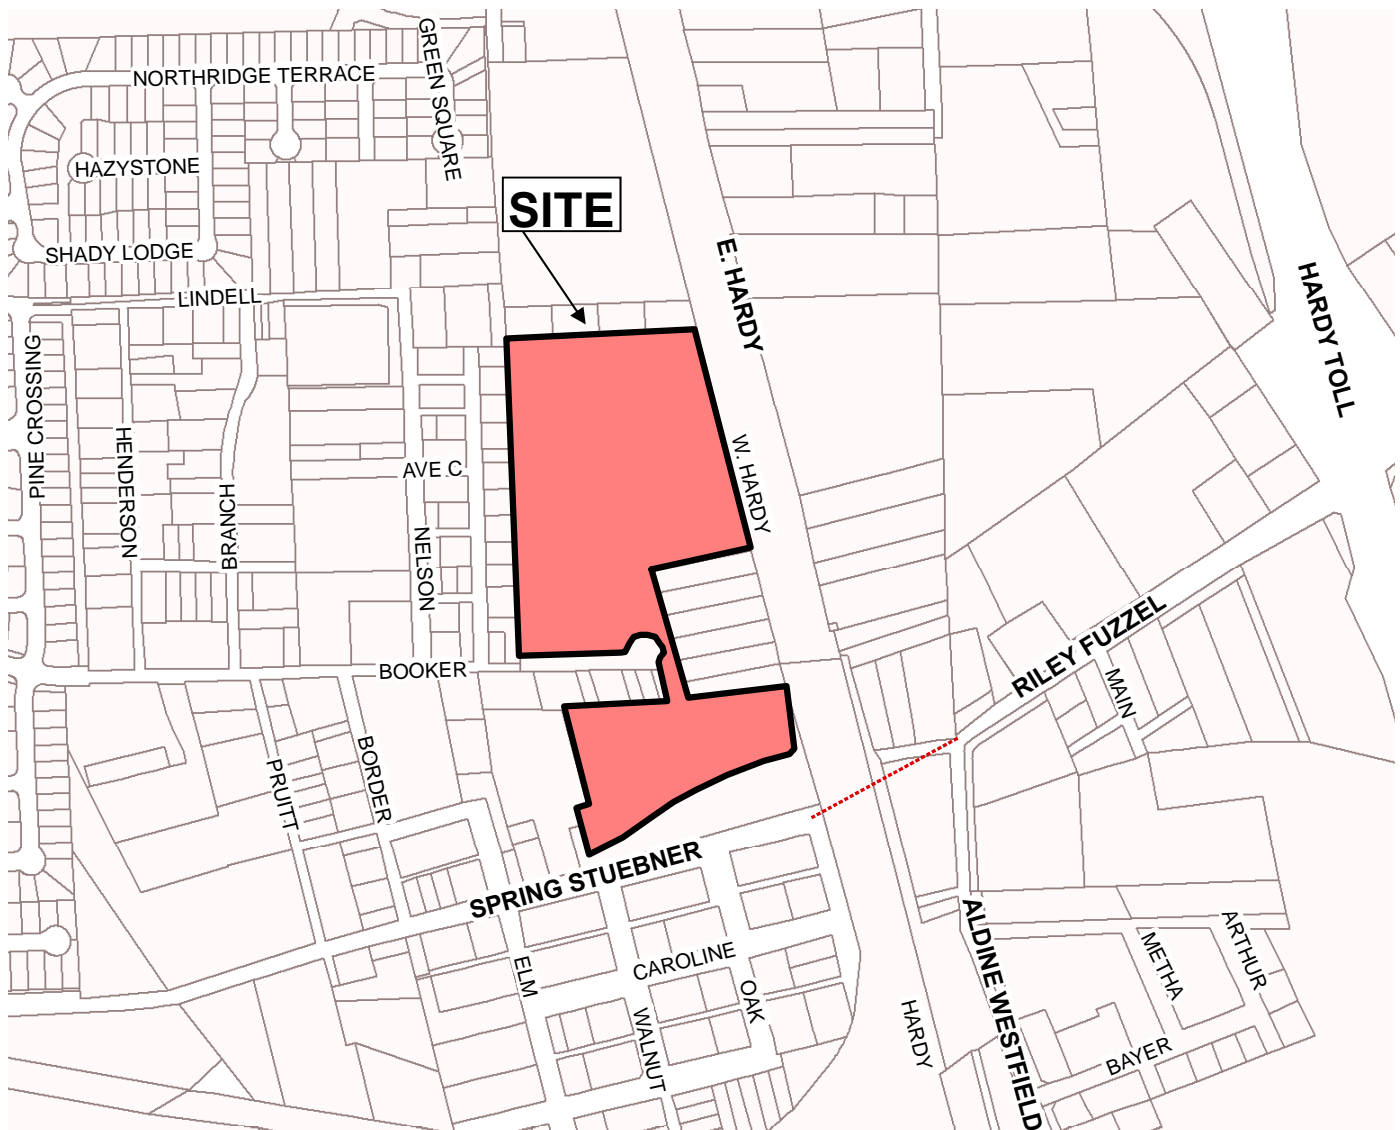 GREEN SQUARE
NORTHRIDGE TERRACE
HAZYSTONE
SITE
SHADY LODGE
E. HARDY
LINDELL
HARDY TOLL
PINE CROSSING
HENDERSON
W. HARDY
AVE C
BRANCH
NELSON
RILEY FUZZEL
BOOKER
MAIN
BORDER
PRUITT
SPRING STUEBNER
CAROLINE
ELM
OAK
WALNUT
HARDY
ALDINE WESTFIELD
METHA
ARTHUR
BAYER